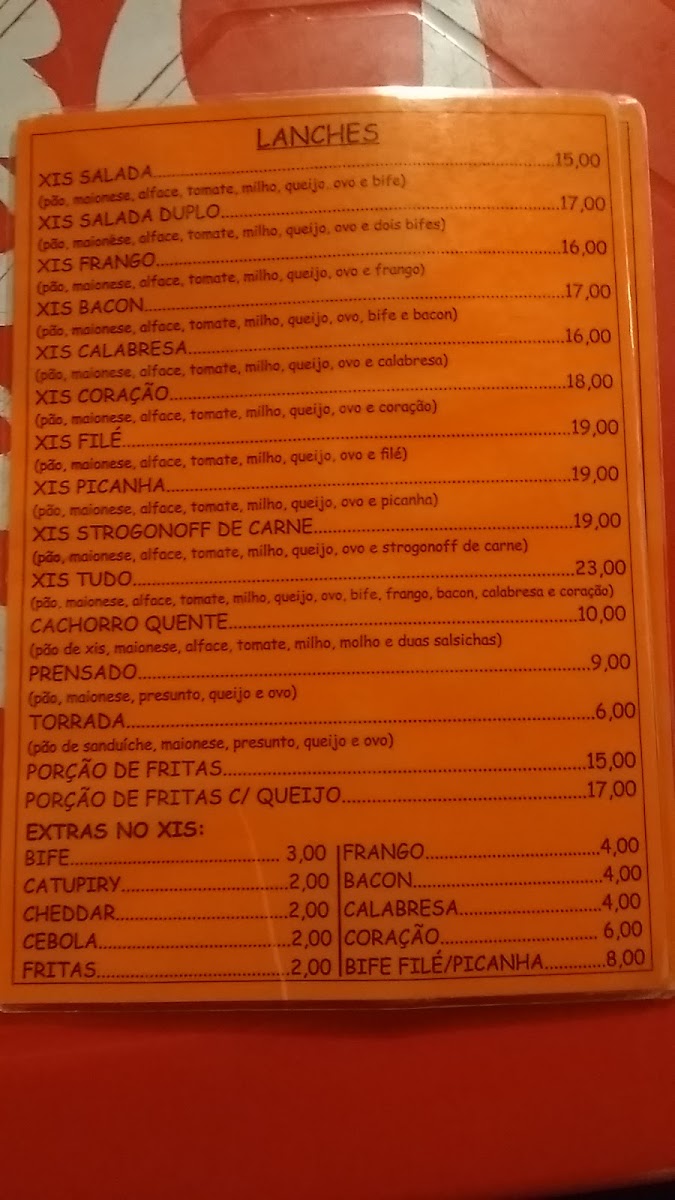 LANCHES
XIS SALADA........................15,00
(pão, maionese, alface, tomate, milho, queijo, ovo e bife)
XIS SALADA DUPLO........................17,00
(pão, maionese, alface, tomate, milho, queijo, ovo e dois bifes)
XIS FRANGO........................16,00
(pão, maionese, alface, tomate, milho, queijo, ovo e frango)
XIS BACON........................17,00
(pão, maionese, alface, tomate, milho, queijo, ovo, bife e bacon)
XIS CALABRESA........................16,00
(pão, maionese, alface, tomate, milho, queijo, ovo e calabresa)
XIS CORAÇÃO........................18,00
(pão, maionese, alface, tomate, milho, queijo, ovo e coração)
XIS FILÉ........................19,00
(pão, maionese, alface, tomate, milho, queijo, ovo e filé)
XIS PICANHA........................19,00
(pão, maionese, alface, tomate, milho, queijo, ovo e picanha)
XIS STROGONOFF DE CARNE........................19,00
(pão, maionese, alface, tomate, milho, queijo, ovo e strogonoff de carne)
XIS TUDO........................23,00
(pão, maionese, alface, tomate, milho, queijo, ovo, bife, frango, bacon, calabresa e coração)
CACHORRO QUENTE........................10,00
(pão de xis, maionese, alface, tomate, milho, molho e duas salsichas)
PRENSADO........................9,00
(pão, maionese, presunto, queijo e ovo)
TORRADA........................6,00
(pão de sanduíche, maionese, presunto, queijo e ovo)
PORÇÃO DE FRITAS........................15,00
PORÇÃO DE FRITAS C/ QUEIJO........................17,00
EXTRAS NO XIS:
BIFE............ 3,00
CATUPIRY............2,00
CHEDDAR............2,00
CEBOLA............2,00
FRITAS............2,00
FRANGO............4,00
BACON............4,00
CALABRESA............4,00
CORAÇÃO............ 6,00
BIFE FILÉ/PICANHA............8,00